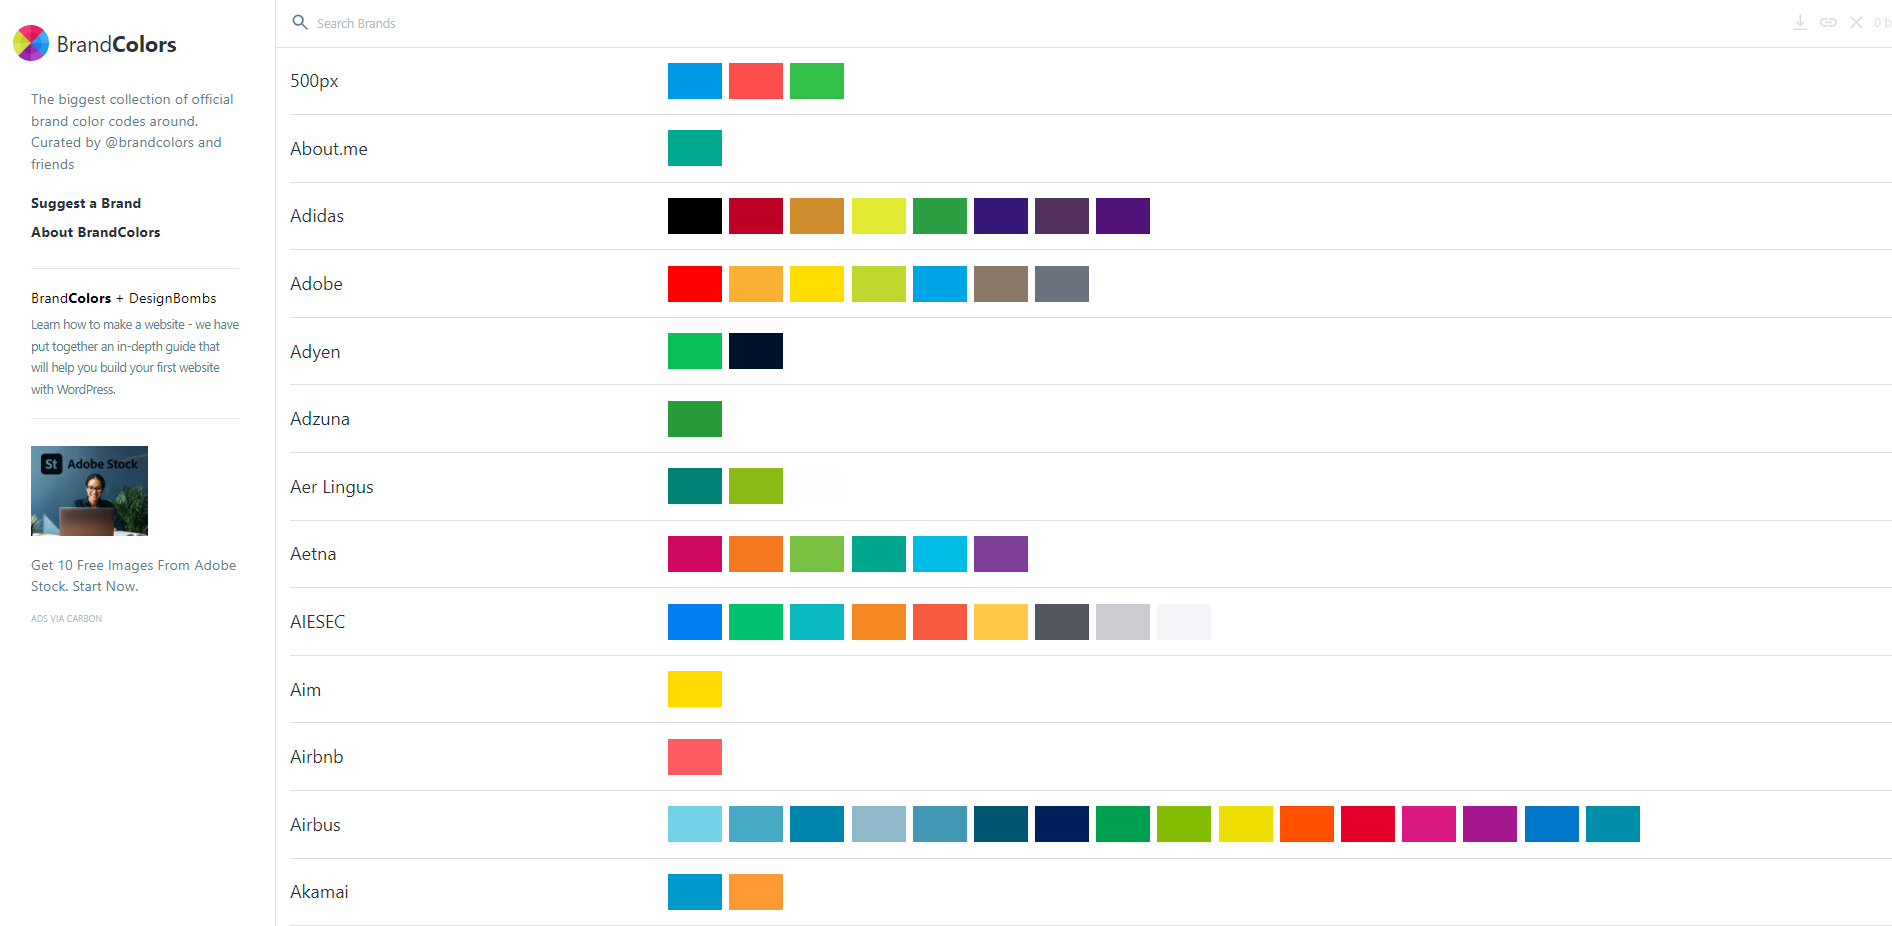 BrandColors
The biggest collection of official
brand color codes around.
Curated by @brandcolors and
friends
Suggest a Brand
About BrandColors
BrandColors + DesignBombs
Learn how to make a website - we have
put together an in-depth guide that
will help you build your first website
with WordPress.
St Adobe Stock
Get 10 Free Images From Adobe
Stock. Start Now.
ADS VIA CARBON
Search Brands
0 b
500px
About.me
Adidas
Adobe
Adyen
Adzuna
Aer Lingus
Aetna
AIESEC
Aim
Airbnb
Airbus
Akamai